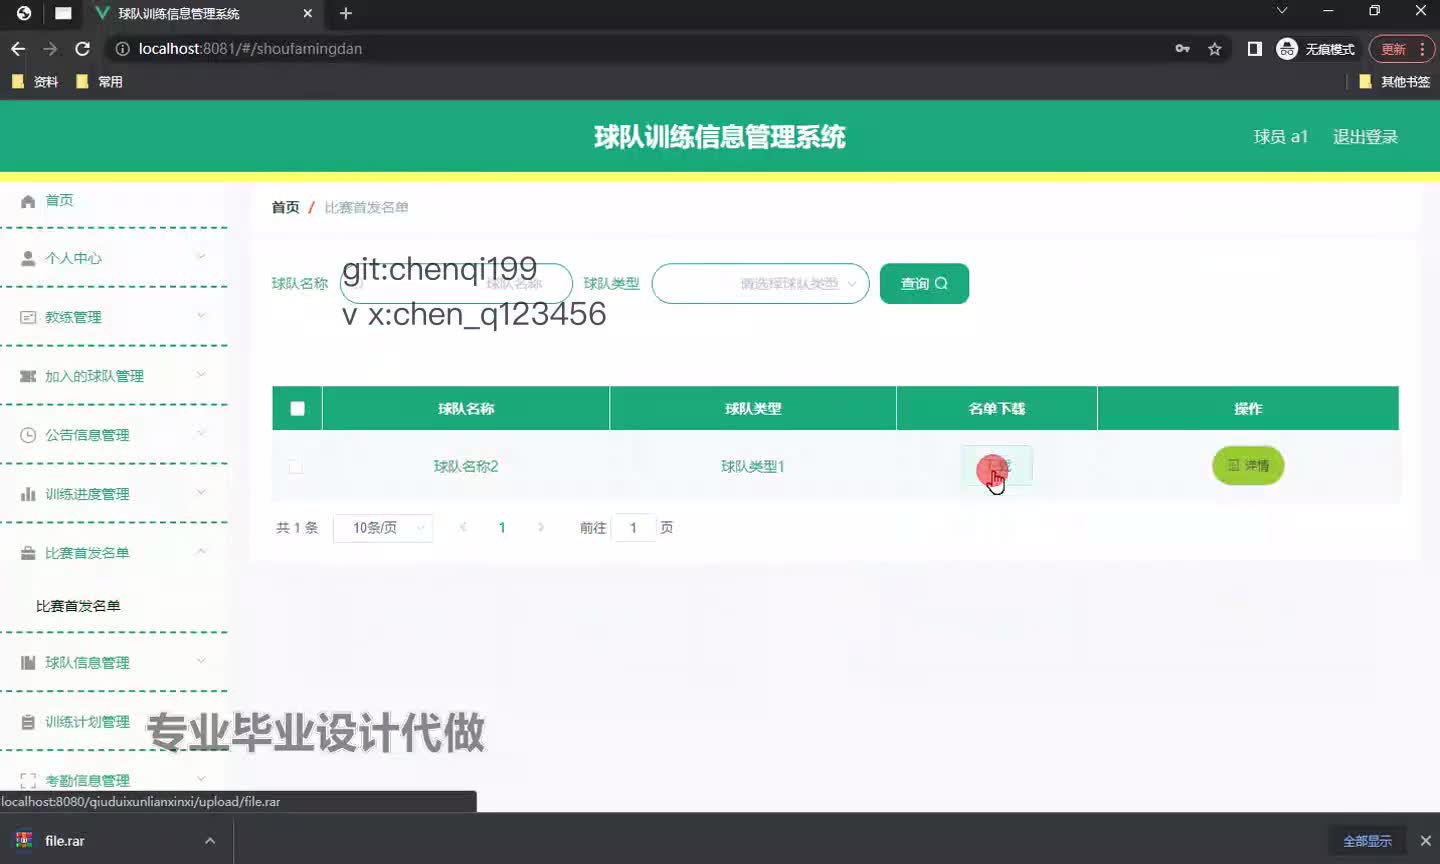 球队训练信息管理系统
localhost:8081/#/shoufamingdan
无痕模式
更新
资料
常用
其他书签
球队训练信息管理系统
球员 a1
退出登录
首页
个人中心
教练管理
加入的球队管理
公告信息管理
训练进度管理
比赛首发名单
比赛首发名单
球队信息管理
训练计划管理
考勤信息管理
首页 / 比赛首发名单
球队名称
球队名称
球队类型
请选择球队类型
查询
git:chenqi199
v x:chen_q123456
球队名称 球队类型 名单下载 操作
球队名称2 球队类型1 下载 详情
共 1 条 10条/页 1 前往 1 页
专业毕业设计代做
localhost:8080/qiuduixunlianxinxi/upload/file.rar
file.rar
全部显示